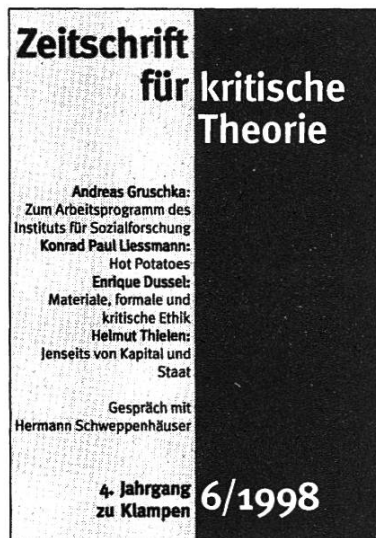 Zeitschrift
für kritische
Theorie
Andreas Gruschka:
Zum Arbeitsprogramm des
Instituts für Sozialforschung
Konrad Paul Liessmann:
Hot Potatoes
Enrique Dussel:
Materiale, formale und
kritische Ethik
Helmut Thielen:
Jenseits von Kapital und
Staat
Gespräch mit
Hermann Schweppenhäuser
4. Jahrgang 6/1998
zu Klampen